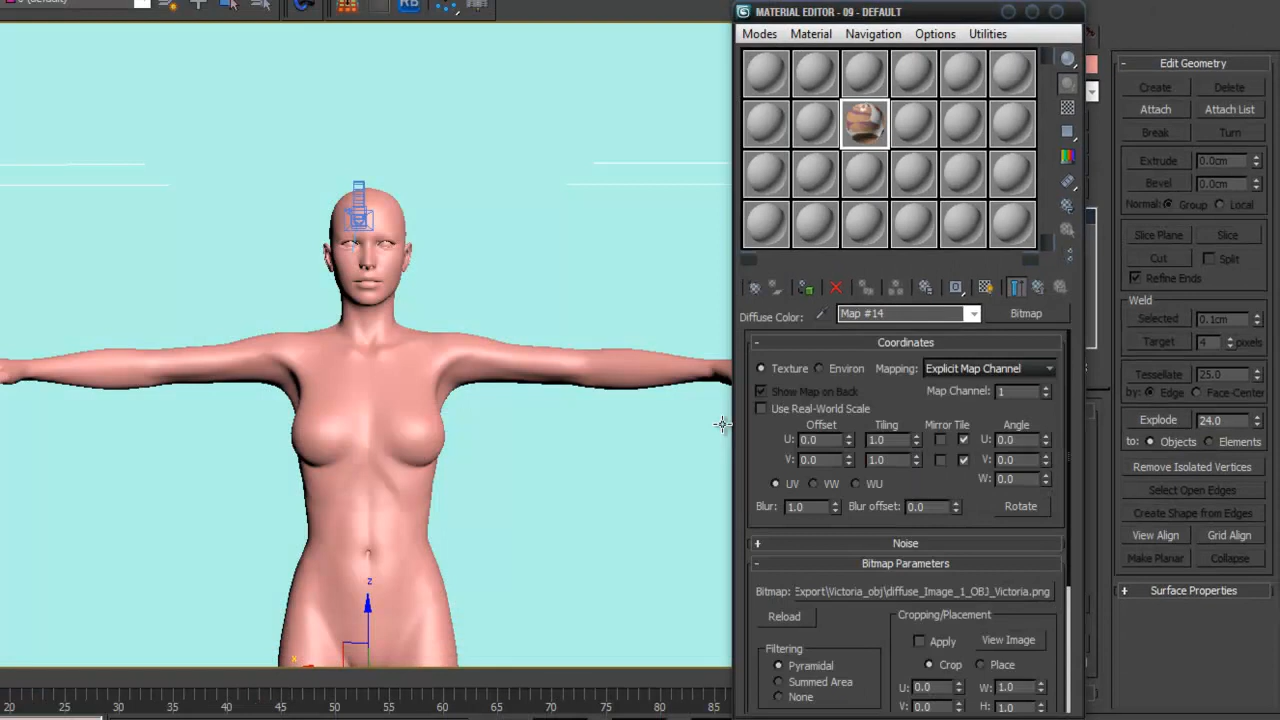 (default)
RB
MATERIAL EDITOR - 09 - DEFAULT
Modes Material Navigation Options Utilities
Diffuse Color: Map #14 Bitmap
- Coordinates
Texture Environ Mapping: Explicit Map Channel
Show Map on Back Map Channel: 1
Use Real-World Scale
Offset Tiling Mirror Tile Angle
U: 0.0 1.0 U: 0.0
V: 0.0 1.0 V: 0.0
W: 0.0
UV VW WU
Blur: 1.0 Blur offset: 0.0 Rotate
+ Noise
- Bitmap Parameters
Bitmap: Export\Victoria_obj\diffuse_Image_1_OBJ_Victoria.png
Reload
Cropping/Placement
Apply View Image
Crop Place
U: 0.0 W: 1.0
V: 0.0 H: 1.0
Filtering
Pyramidal
Summed Area
None
- Edit Geometry
Create Delete
Attach Attach List
Break Turn
Extrude 0.0cm
Bevel 0.0cm
Normal: Group Local
Slice Plane Slice
Cut Split
Refine Ends
Weld
Selected 0.1cm
Target 4 pixels
Tessellate 25.0
by: Edge Face-Center
Explode 24.0
to: Objects Elements
Remove Isolated Vertices
Select Open Edges
Create Shape from Edges
View Align Grid Align
Make Planar Collapse
+ Surface Properties
z
x
20 25 30 35 40 45 50 55 60 65 70 75 80 85